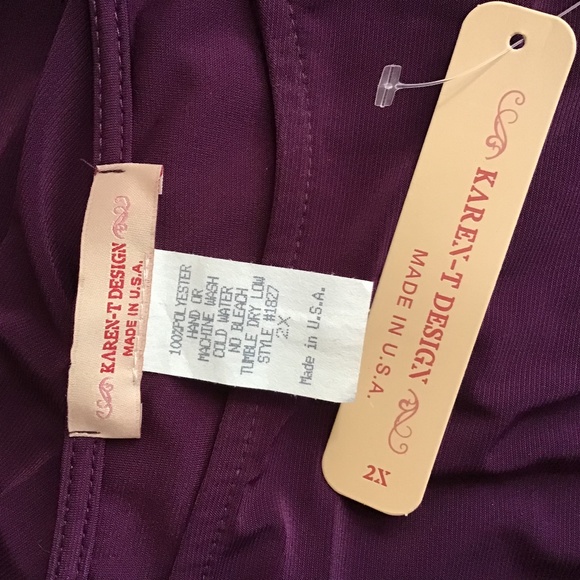 KAREN-T DESIGN
MADE IN U.S.A.
100%POLYESTER
HAND OR
MACHINE WASH
COLD WATER
NO BLEACH
TUMBLE DRY LOW
STYLE #1827
2X
Made in U.S.A.
KAREN-T DESIGN
MADE IN U.S.A.
2X